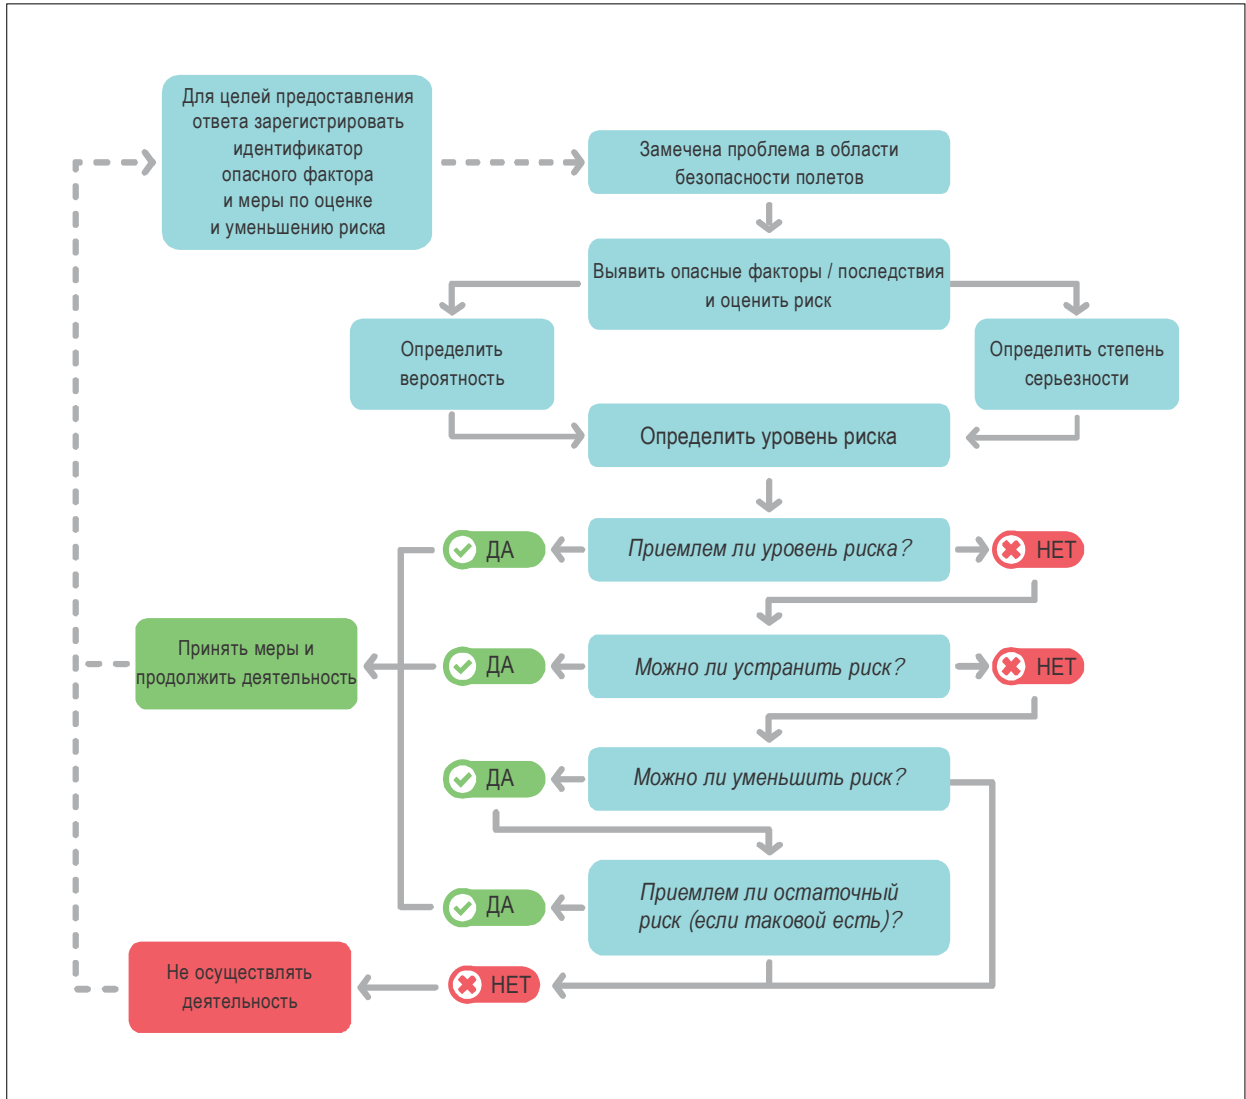 Для целей предоставления
ответа зарегистрировать
идентификатор
опасного фактора
и меры по оценке
и уменьшению риска
Замечена проблема в области
безопасности полетов
Выявить опасные факторы / последствия
и оценить риск
Определить
вероятность
Определить степень
серьезности
Определить уровень риска
ДА
Приемлем ли уровень риска?
НЕТ
Принять меры и
продолжить деятельность
ДА
Можно ли устранить риск?
НЕТ
ДА
Можно ли уменьшить риск?
ДА
Приемлем ли остаточный
риск (если таковой есть)?
Не осуществлять
деятельность
НЕТ